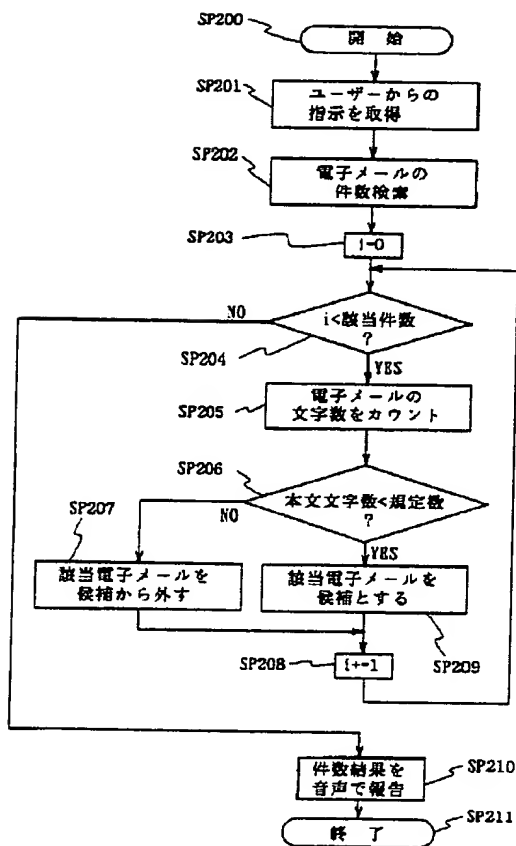 SP200
開 始
SP201
ユーザーからの
指示を取得
SP202
電子メールの
件数検索
SP203
i=0
NO
i<該当件数
?
SP204
YES
SP205
電子メールの
文字数をカウント
SP206
本文文字数<規定数
?
SP207
NO
YES
該当電子メールを
候補から外す
該当電子メールを
候補とする
SP209
SP208
i+=1
件数結果を
音声で報告
SP210
終 了
SP211